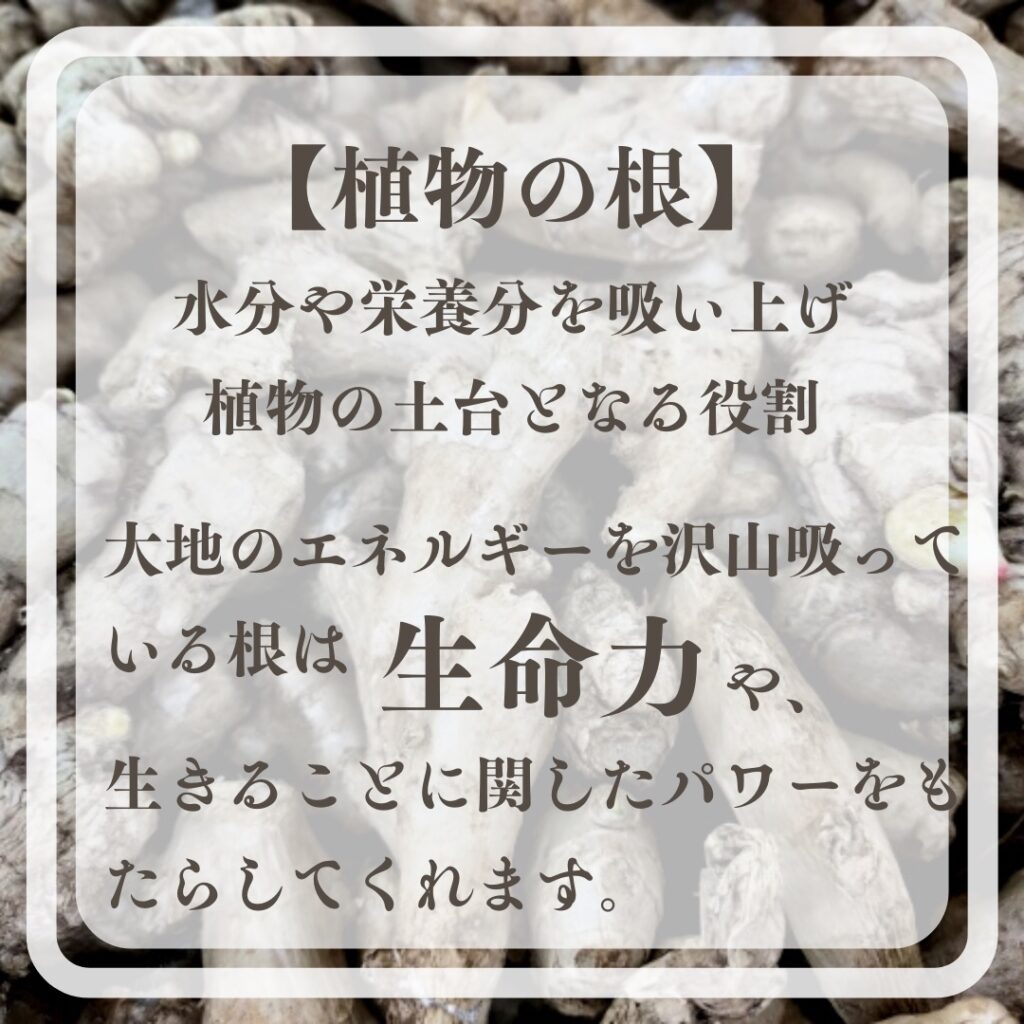 【植物の根】
水分や栄養分を吸い上げ
植物の土台となる役割
大地のエネルギーを沢山吸って
いる根は 生命力 や、
生きることに関したパワーをも
たらしてくれます。